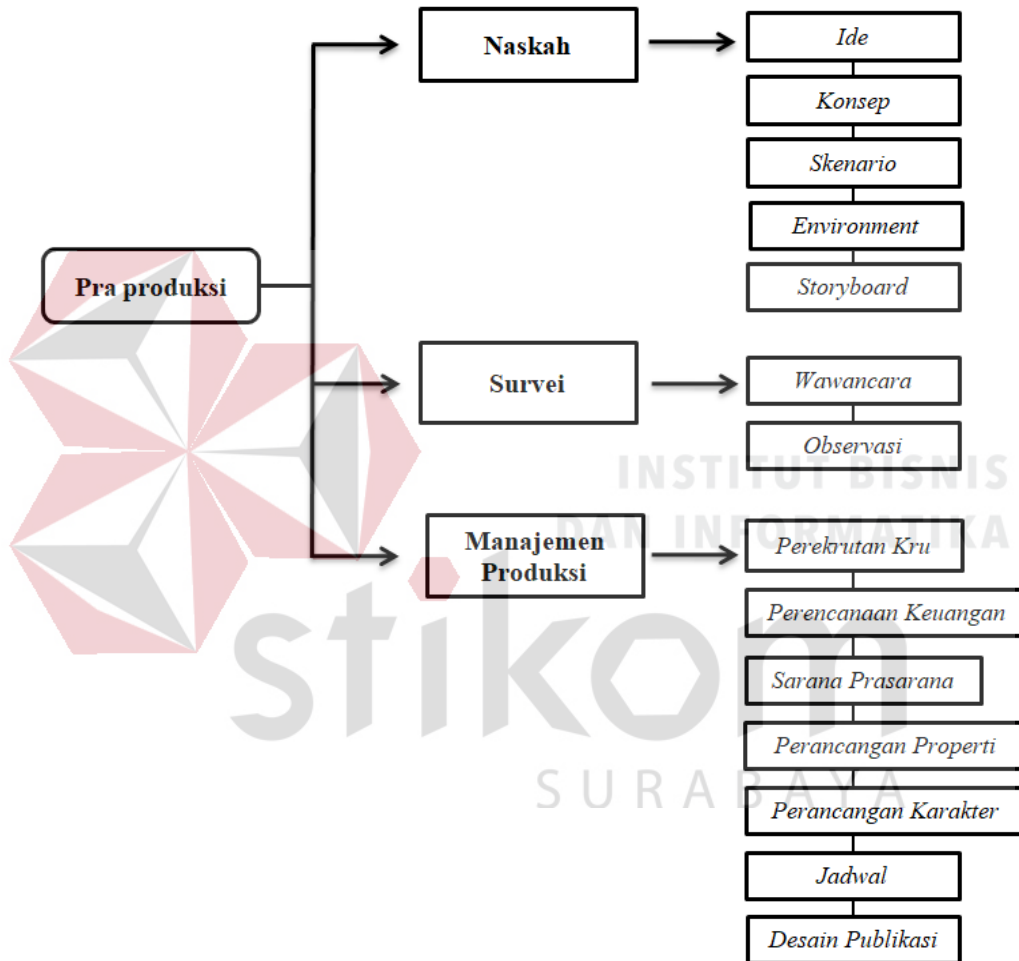 Naskah
Ide
Konsep
Skenario
Environment
Pra produksi
Storyboard
Survei
Wawancara
Observasi
INSTITUT BISNIS
DAN INFORMATIKA
Manajemen
Produksi
Perekrutan Kru
Perencanaan Keuangan
stikom
Sarana Prasarana
Perancangan Properti
SURABAYA
Perancangan Karakter
Jadwal
Desain Publikasi